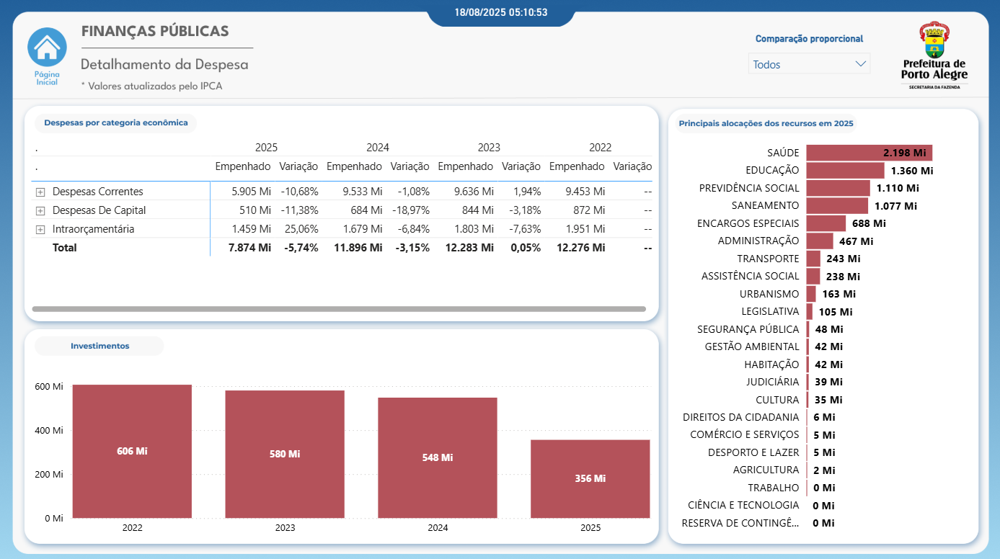 18/08/2025 05:10:53
FINANÇAS PÚBLICAS
Detalhamento da Despesa
* Valores atualizados pelo IPCA
Página
Inicial
Comparação proporcional
Todos
Prefeitura de
Porto Alegre
SECRETARIA DA FAZENDA
Despesas por categoria econômica
. 2025 2024 2023 2022
. Empenhado Variação Empenhado Variação Empenhado Variação Empenhado Variação
Despesas Correntes 5.905 Mi -10,68% 9.533 Mi -1,08% 9.636 Mi 1,94% 9.453 Mi --
Despesas De Capital 510 Mi -11,38% 684 Mi -18,97% 844 Mi -3,18% 872 Mi --
Intraorçamentária 1.459 Mi 25,06% 1.679 Mi -6,84% 1.803 Mi -7,63% 1.951 Mi --
Total 7.874 Mi -5,74% 11.896 Mi -3,15% 12.283 Mi 0,05% 12.276 Mi --
Investimentos
600 Mi
400 Mi
200 Mi
0 Mi
606 Mi
580 Mi
548 Mi
356 Mi
2022 2023 2024 2025
Principais alocações dos recursos em 2025
SAÚDE 2.198 Mi
EDUCAÇÃO 1.360 Mi
PREVIDÊNCIA SOCIAL 1.110 Mi
SANEAMENTO 1.077 Mi
ENCARGOS ESPECIAIS 688 Mi
ADMINISTRAÇÃO 467 Mi
TRANSPORTE 243 Mi
ASSISTÊNCIA SOCIAL 238 Mi
URBANISMO 163 Mi
LEGISLATIVA 105 Mi
SEGURANÇA PÚBLICA 48 Mi
GESTÃO AMBIENTAL 42 Mi
HABITAÇÃO 42 Mi
JUDICIÁRIA 39 Mi
CULTURA 35 Mi
DIREITOS DA CIDADANIA 6 Mi
COMÉRCIO E SERVIÇOS 5 Mi
DESPORTO E LAZER 5 Mi
AGRICULTURA 2 Mi
TRABALHO 0 Mi
CIÊNCIA E TECNOLOGIA 0 Mi
RESERVA DE CONTINGÊ... 0 Mi